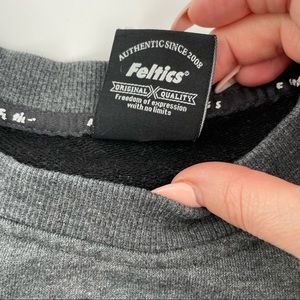 AUTHENTIC SINCE 2008
Feltics®
ORIGINAL QUALITY
Freedom of expression
with no limits